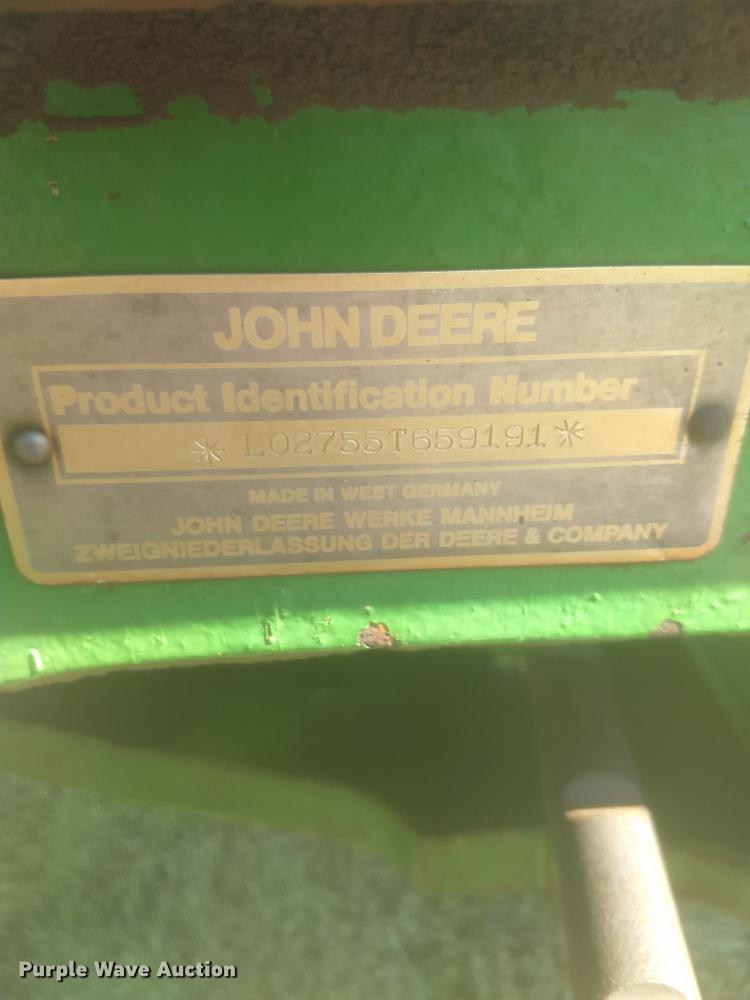 JOHN DEERE
Product Identification Number
* L02755T659191*
MADE IN WEST GERMANY
JOHN DEERE WERKE MANNHEIM
ZWEIGNIEDERLASSUNG DER DEERE & COMPANY
Purple Wave Auction